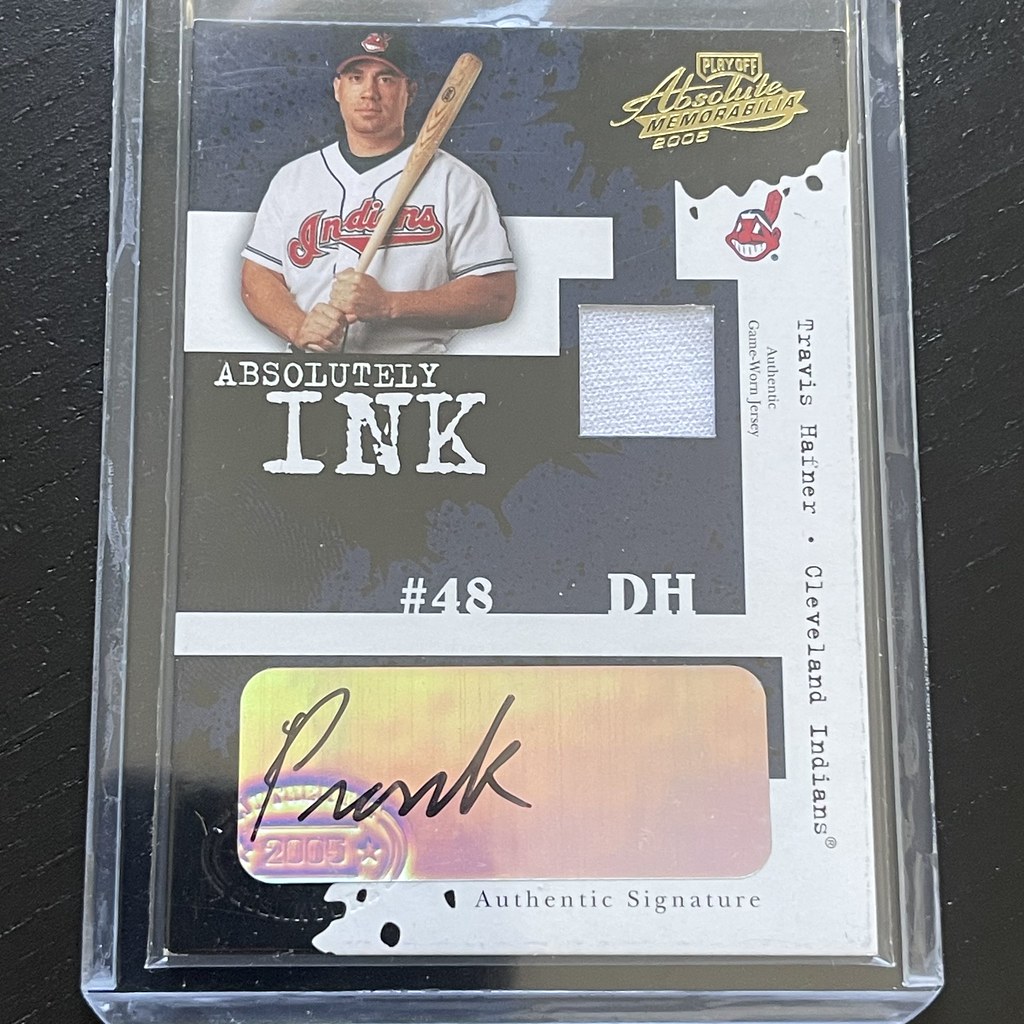 PLAYOFF
Absolute
MEMORABILIA
2005
Indians
ABSOLUTELY
INK
Authentic
Game-Worn Jersey
Travis Hafner • Cleveland Indians®
#48 DH
Pronk
2005
Authentic Signature